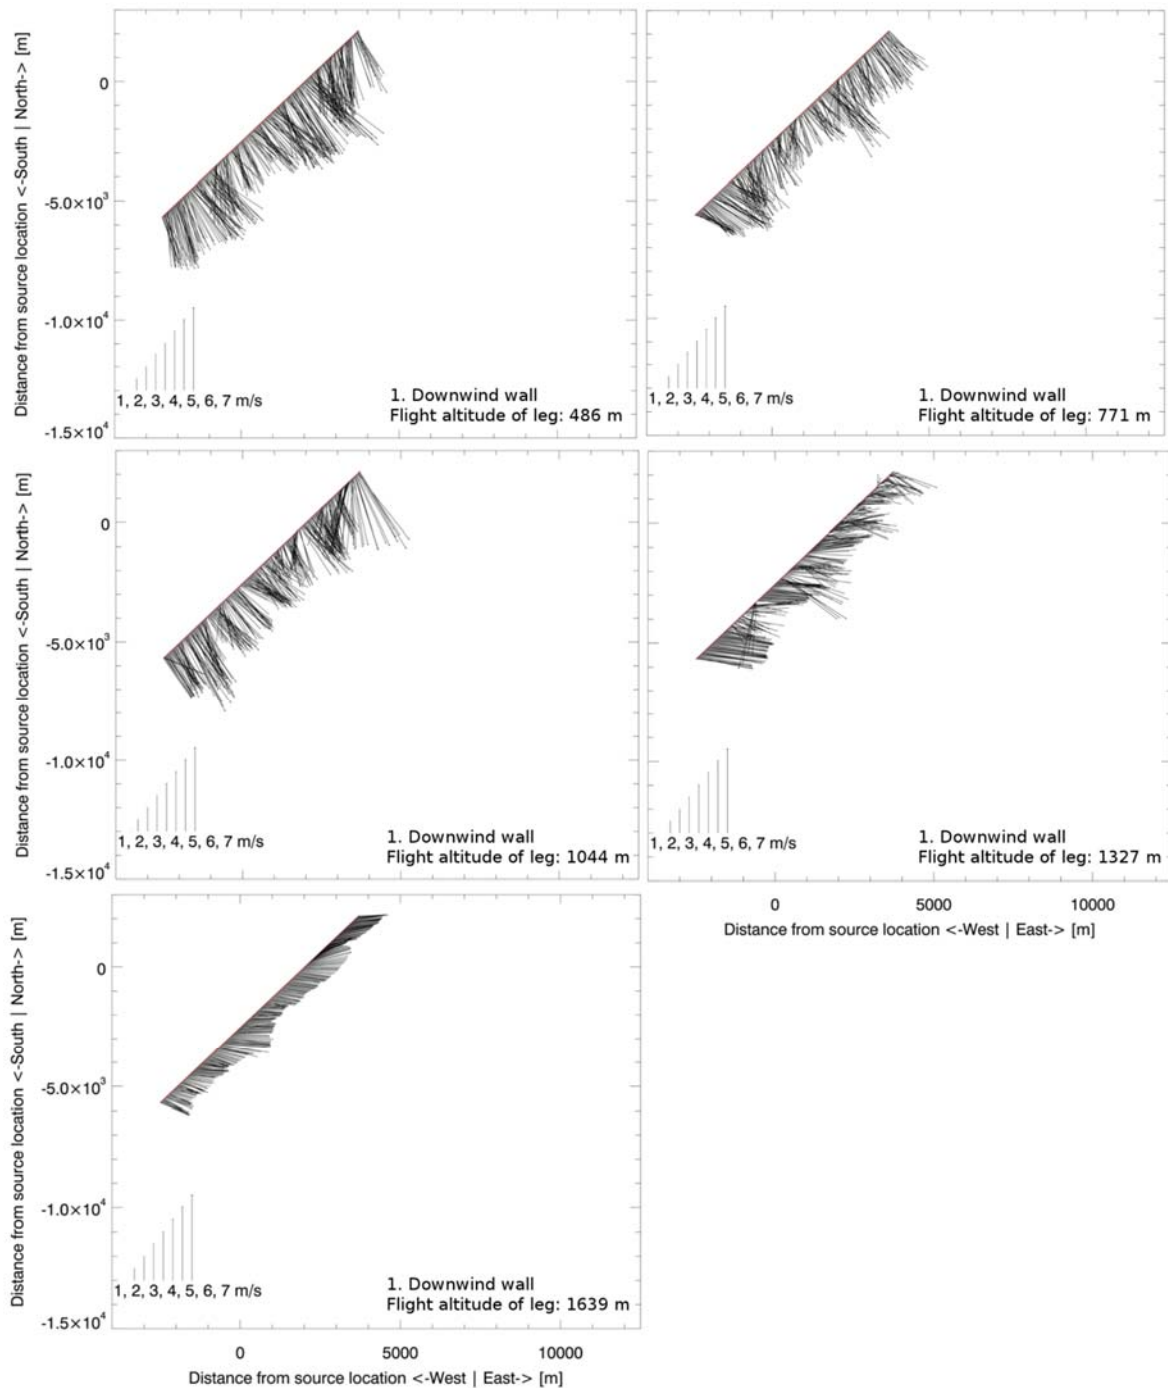 Distance from source location <-South | North-> [m]
0
-5.0×10³
-1.0×10⁴
-1.5×10⁴
1, 2, 3, 4, 5, 6, 7 m/s
1. Downwind wall
Flight altitude of leg: 486 m
1, 2, 3, 4, 5, 6, 7 m/s
1. Downwind wall
Flight altitude of leg: 771 m
Distance from source location <-South | North-> [m]
0
-5.0×10³
-1.0×10⁴
-1.5×10⁴
1, 2, 3, 4, 5, 6, 7 m/s
1. Downwind wall
Flight altitude of leg: 1044 m
1, 2, 3, 4, 5, 6, 7 m/s
1. Downwind wall
Flight altitude of leg: 1327 m
0 5000 10000
Distance from source location <-West | East-> [m]
Distance from source location <-South | North-> [m]
0
-5.0×10³
-1.0×10⁴
-1.5×10⁴
1, 2, 3, 4, 5, 6, 7 m/s
1. Downwind wall
Flight altitude of leg: 1639 m
0 5000 10000
Distance from source location <-West | East-> [m]